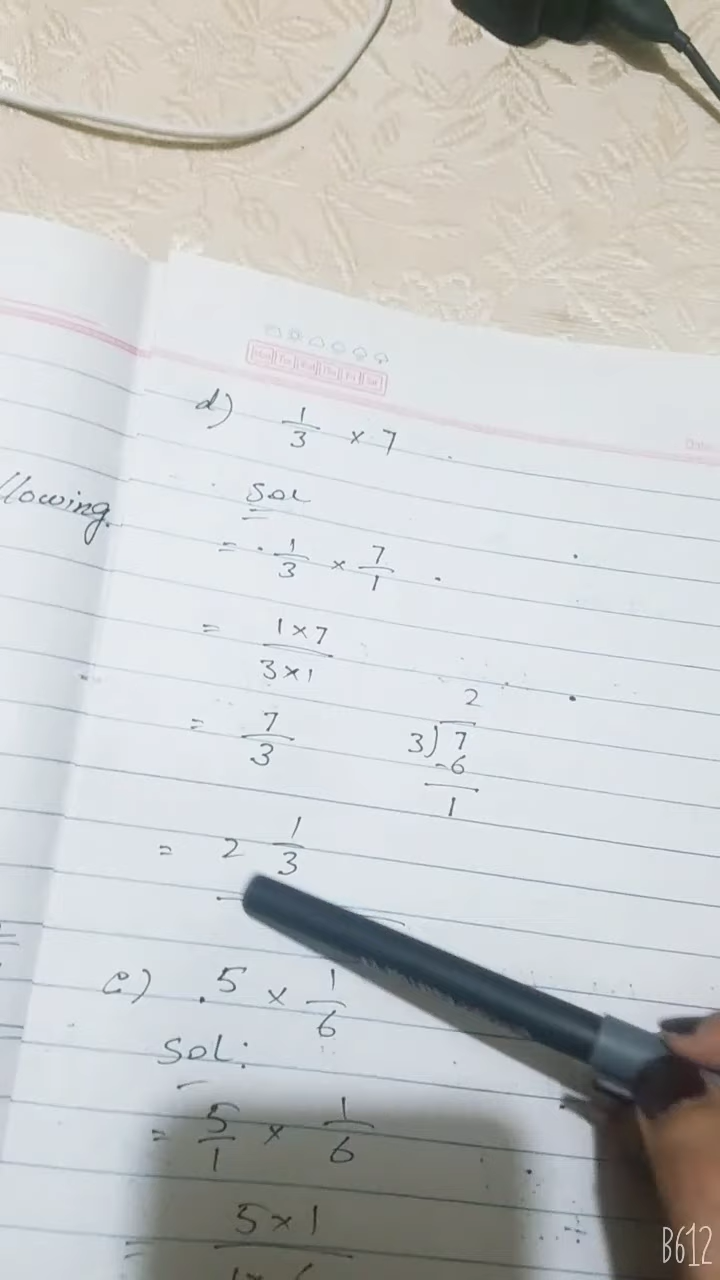 d) 1/3 × 7
Sol
= 1/3 × 7/1
= 1×7/3×1
= 7/3
2
3) 7
-6
1
= 2 1/3
e) 5 × 1/6
Sol:
= 5/1 × 1/6
= 5×1
llowing.
B612